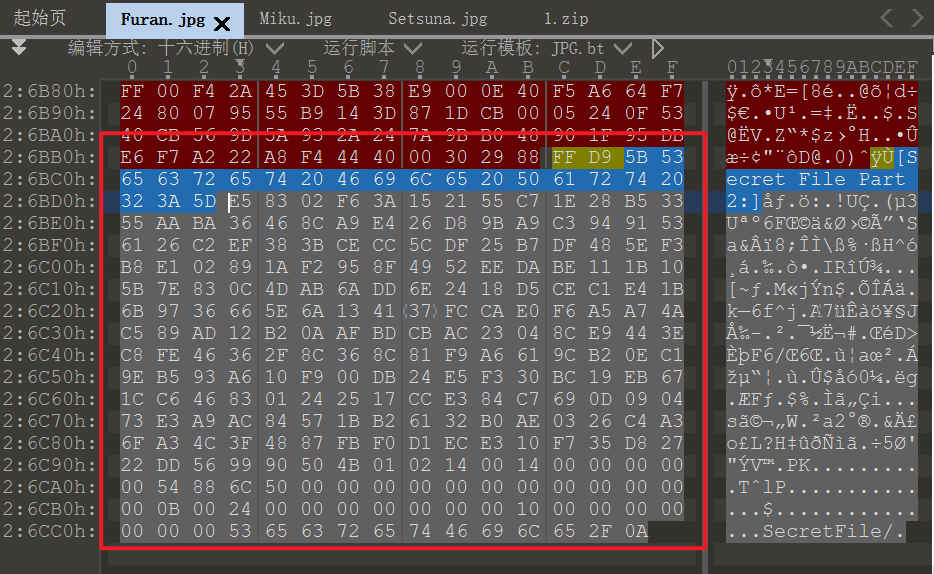 起始页 Furan.jpg Miku.jpg Setsuna.jpg 1.zip
编辑方式: 十六进制(H) 运行脚本 运行模板: JPG.bt
0 1 2 3 4 5 6 7 8 9 A B C D E F 0123456789ABCDEF
2:6B80h: FF 00 F4 2A 45 3D 5B 38 E9 00 0E 40 F5 A6 64 F7 ÿ.ô*E=[8é..@õ¦d÷
2:6B90h: 24 80 07 95 55 B9 14 3D 87 1D CB 00 05 24 0F 53
2:6BA0h: 40 CB 56 9D 5A 93 2A 24 7A 9B B0 48 90 1F 95 DB
2:6BB0h: E6 F7 A2 22 A8 F4 44 40 00 30 29 88 FF D9 5B 53 æ÷¢"¨ôD@.0)ˆÿÙ[S
2:6BC0h: 65 63 72 65 74 20 46 69 6C 65 20 50 61 72 74 20 ecret File Part
2:6BD0h: 32 3A 5D E5 83 02 F6 3A 15 21 55 C7 1E 28 B5 33 2:]åƒ.ö:.!UÇ.(µ3
2:6BE0h: 55 AA BA 36 46 8C A9 E4 26 D8 9B A9 C3 94 91 53 Uªº6FŒ©ä&Ø›©Ã”‘S
2:6BF0h: 61 26 C2 EF 38 3B CE CC 5C DF 25 B7 DF 48 5E F3 a&Âï8;ÎÌ\ß%·ßH^ó
2:6C00h: B8 E1 02 89 1A F2 95 8F 49 52 EE DA BE 11 1B 10 ¸á.‰.ò•.IRîÚ¾...
2:6C10h: 5B 7E 83 0C 4D AB 6A DD 6E 24 18 D5 CE C1 E4 1B [~ƒ.M«jÝn$.ÕÎÁä.
2:6C20h: 6B 97 36 66 5E 6A 13 41 (37) FC CA E0 F6 A5 A7 4A
2:6C30h: C5 89 AD 12 B2 0A AF BD CB AC 23 04 8C E9 44 3E
2:6C40h: C8 FE 46 36 2F 8C 36 8C 81 F9 A6 61 9C B2 0E C1 ÈþF6/Œ6Œ.ù¦aœ².Á
2:6C50h: 9E EB 5B 93 A6 10 F9 00 DB 24 E5 F3 30 BC 19 EB 67
2:6C60h: 1C C6 46 83 01 24 25 17 CC E3 84 C7 69 0D 09 04 .ÆFƒ.$%.Ìã„Çi...
2:6C70h: 73 E3 A9 AC 84 57 1B B2 61 32 B0 AE 03 26 C4 A3 sã©¬„W.²a2°®.&Ä£
2:6C80h: 6F A3 4C 3F 48 87 FB F0 D1 EC E3 10 F7 35 D8 27 o£L?H‡ûðÑìã.÷5Ø'
2:6C90h: 22 DD 56 99 90 50 4B 01 02 14 00 14 00 00 00 00 "ÝV™.PK.........
2:6CA0h: 00 54 88 6C 50 00 00 00 00 00 00 00 00 00 00 00 .TˆlP...........
2:6CB0h: 00 0B 00 24 00 00 00 00 00 00 00 10 00 00 00 00 ...$............
2:6CC0h: 00 00 00 53 65 63 72 65 74 46 69 6C 65 2F 0A ...SecretFile/.